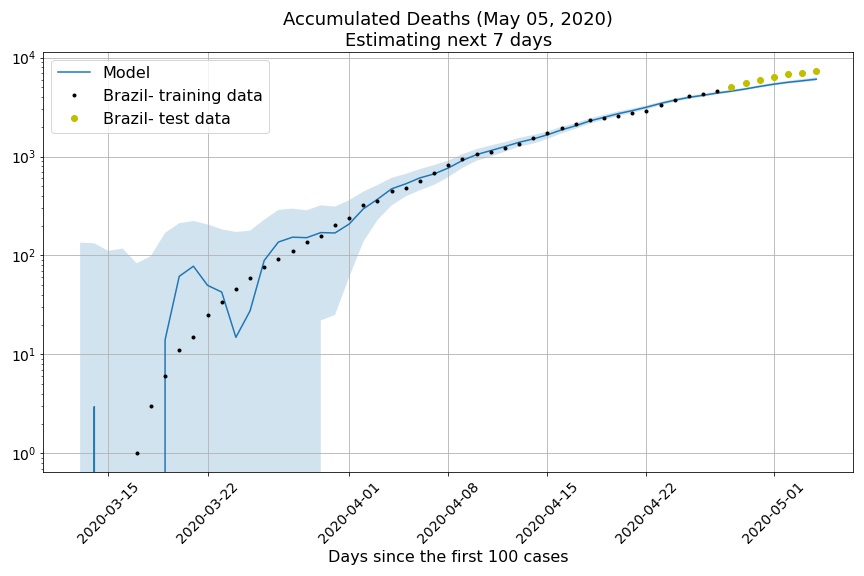 Accumulated Deaths (May 05, 2020)
Estimating next 7 days
Model
Brazil- training data
Brazil- test data
10⁴
10³
10²
10¹
10⁰
2020-03-15
2020-03-22
2020-04-01
2020-04-08
2020-04-15
2020-04-22
2020-05-01
Days since the first 100 cases